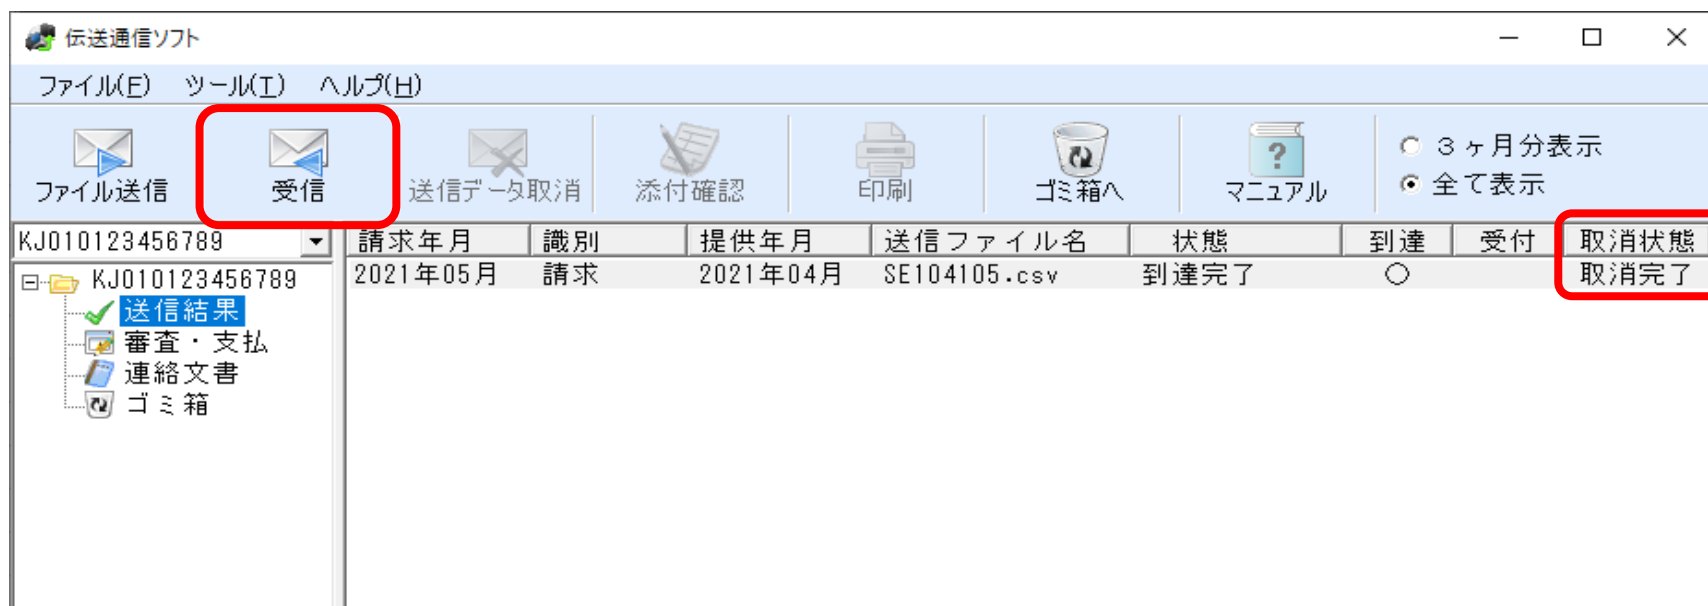 伝送通信ソフト
ファイル(F) ツール(T) ヘルプ(H)
ファイル送信 受信 送信データ取消 添付確認 印刷 ゴミ箱へ マニュアル
３ヶ月分表示
全て表示
KJ010123456789
請求年月 識別 提供年月 送信ファイル名 状態 到達 受付 取消状態
2021年05月 請求 2021年04月 SE104105.csv 到達完了 ○ 取消完了
KJ010123456789
送信結果
審査・支払
連絡文書
ゴミ箱